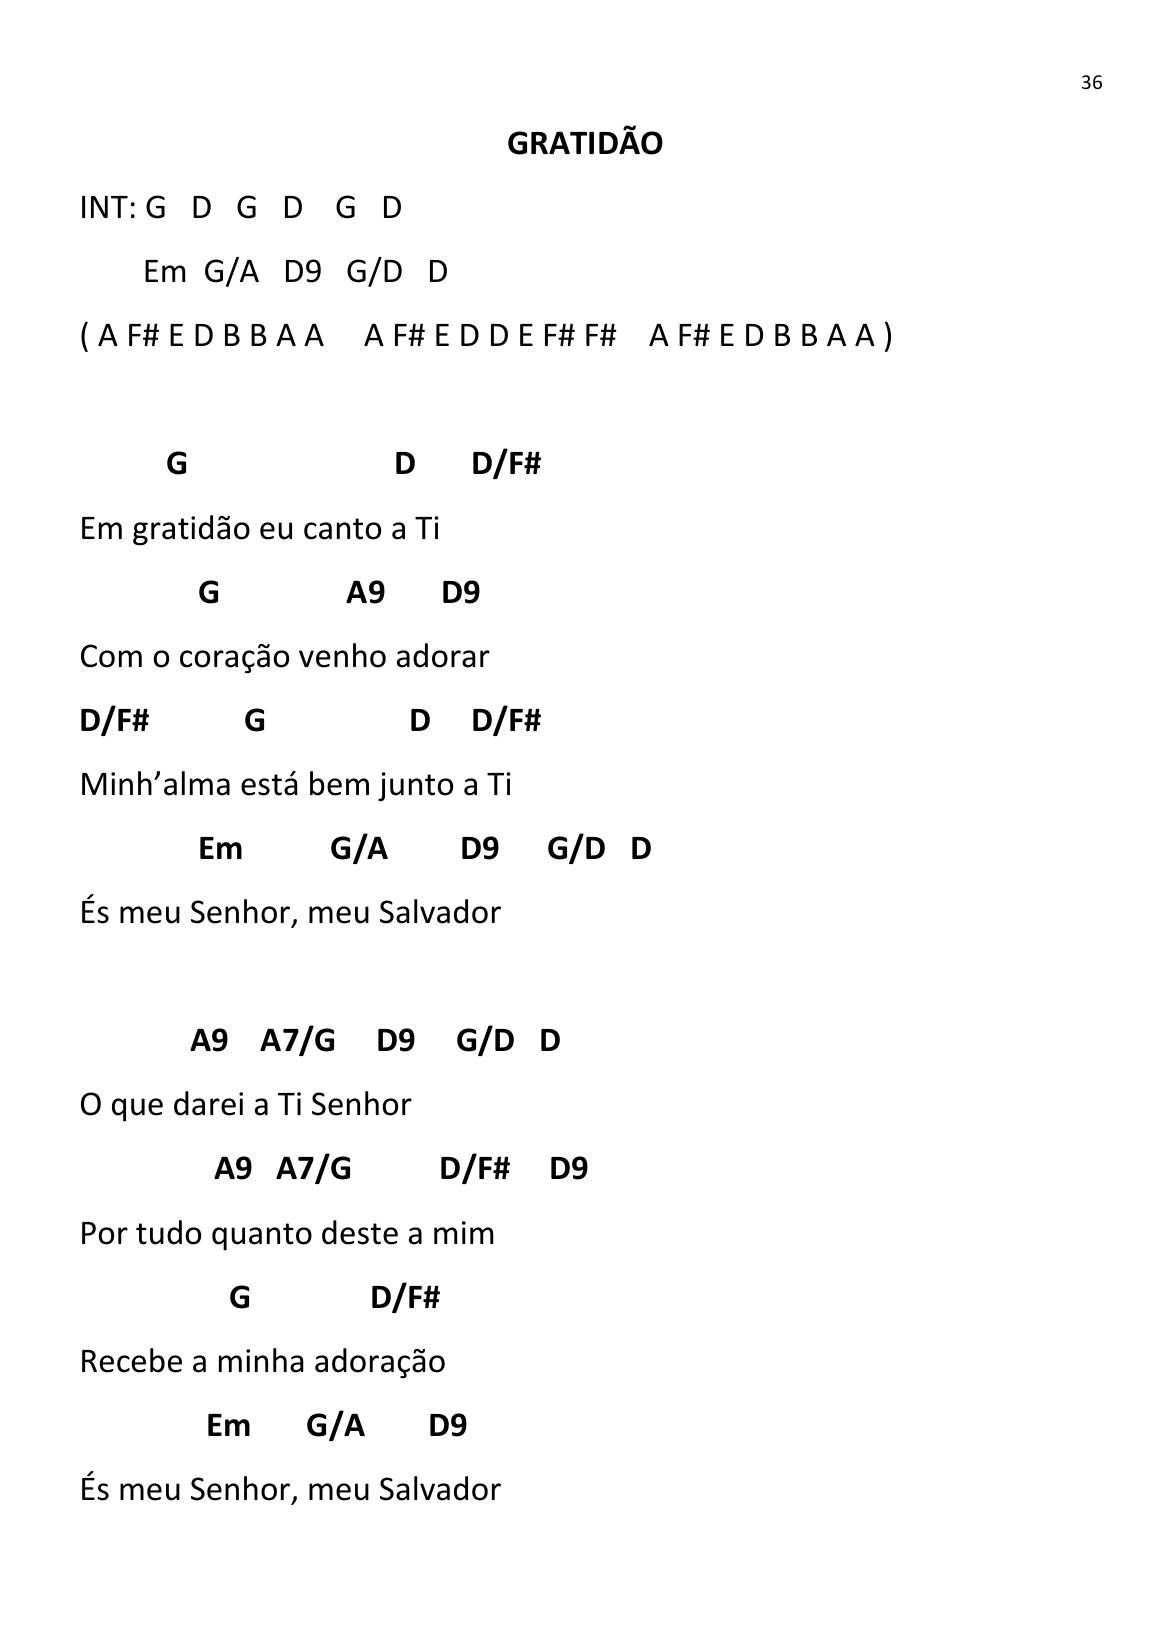 36
GRATIDÃO
INT: G D G D G D
Em G/A D9 G/D D
( A F# E D B B A A A F# E D D E F# F# A F# E D B B A A )
G D D/F#
Em gratidão eu canto a Ti
G A9 D9
Com o coração venho adorar
D/F# G D D/F#
Minh’alma está bem junto a Ti
Em G/A D9 G/D D
És meu Senhor, meu Salvador
A9 A7/G D9 G/D D
O que darei a Ti Senhor
A9 A7/G D/F# D9
Por tudo quanto deste a mim
G D/F#
Recebe a minha adoração
Em G/A D9
És meu Senhor, meu Salvador